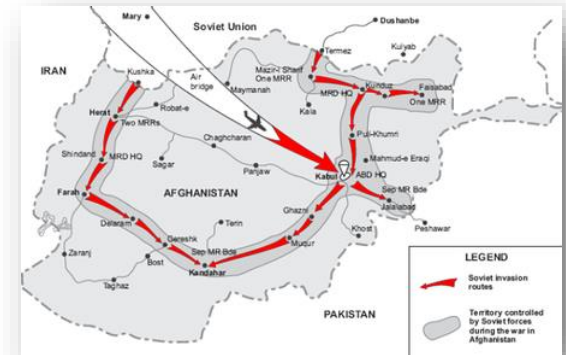 Mary
Soviet Union
Dushanbe
IRAN
Kushka
Air
bridge
Termez
Kulyab
Mazir-i Sharif
One MRR
MRD HQ
Kunduz
Faisabad
One MRR
Maymanah
Kala
Robat-e
Herat
Two MRRs
Chaghcharan
Pull-Khumri
Shindand
MRD HQ
Sagar
Panjaw
Mahmud-e Eraqi
Kabul
ABD HQ
Farah
AFGHANISTAN
Sep MR Bde
Jalalabad
Ghazni
Delaram
Terin
Khost
Peshawar
Zaranj
Gereshk
Sep MR Bde
Muqur
Bost
Kandahar
Taghaz
PAKISTAN
LEGEND
Soviet invasion
routes
Territory controlled
by Soviet forces
during the war in
Afghanistan